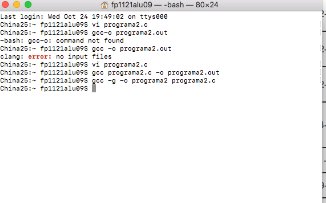 fp1121alu09 — -bash — 80×24
Last login: Wed Oct 24 19:49:02 on ttys000
China25:~ fp1121alu09$ vi programa2.c
China25:~ fp1121alu09$ gcc-o programa2.out
-bash: gcc-o: command not found
China25:~ fp1121alu09$ gcc -o programa2.out
clang: error: no input files
China25:~ fp1121alu09$ vi programa2.c
China25:~ fp1121alu09$ gcc programa2.c -o programa2.out
China25:~ fp1121alu09$ gcc -g -o programa2 programa2.c
China25:~ fp1121alu09$